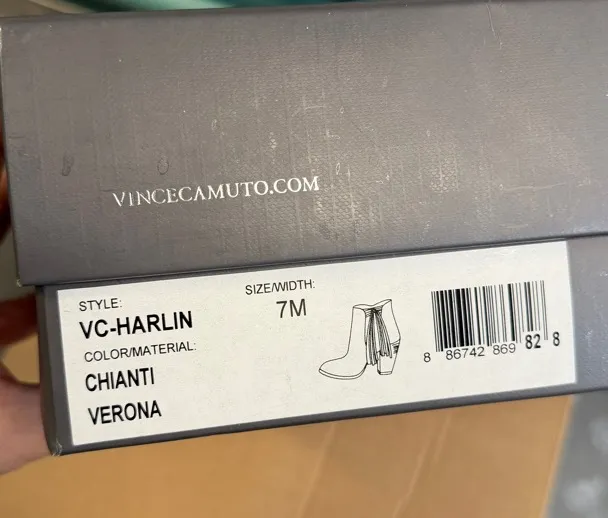 VINCECAMUTO.COM
STYLE:
VC-HARLIN
SIZE/WIDTH:
7M
COLOR/MATERIAL:
CHIANTI
VERONA
8 86742 869 82 8